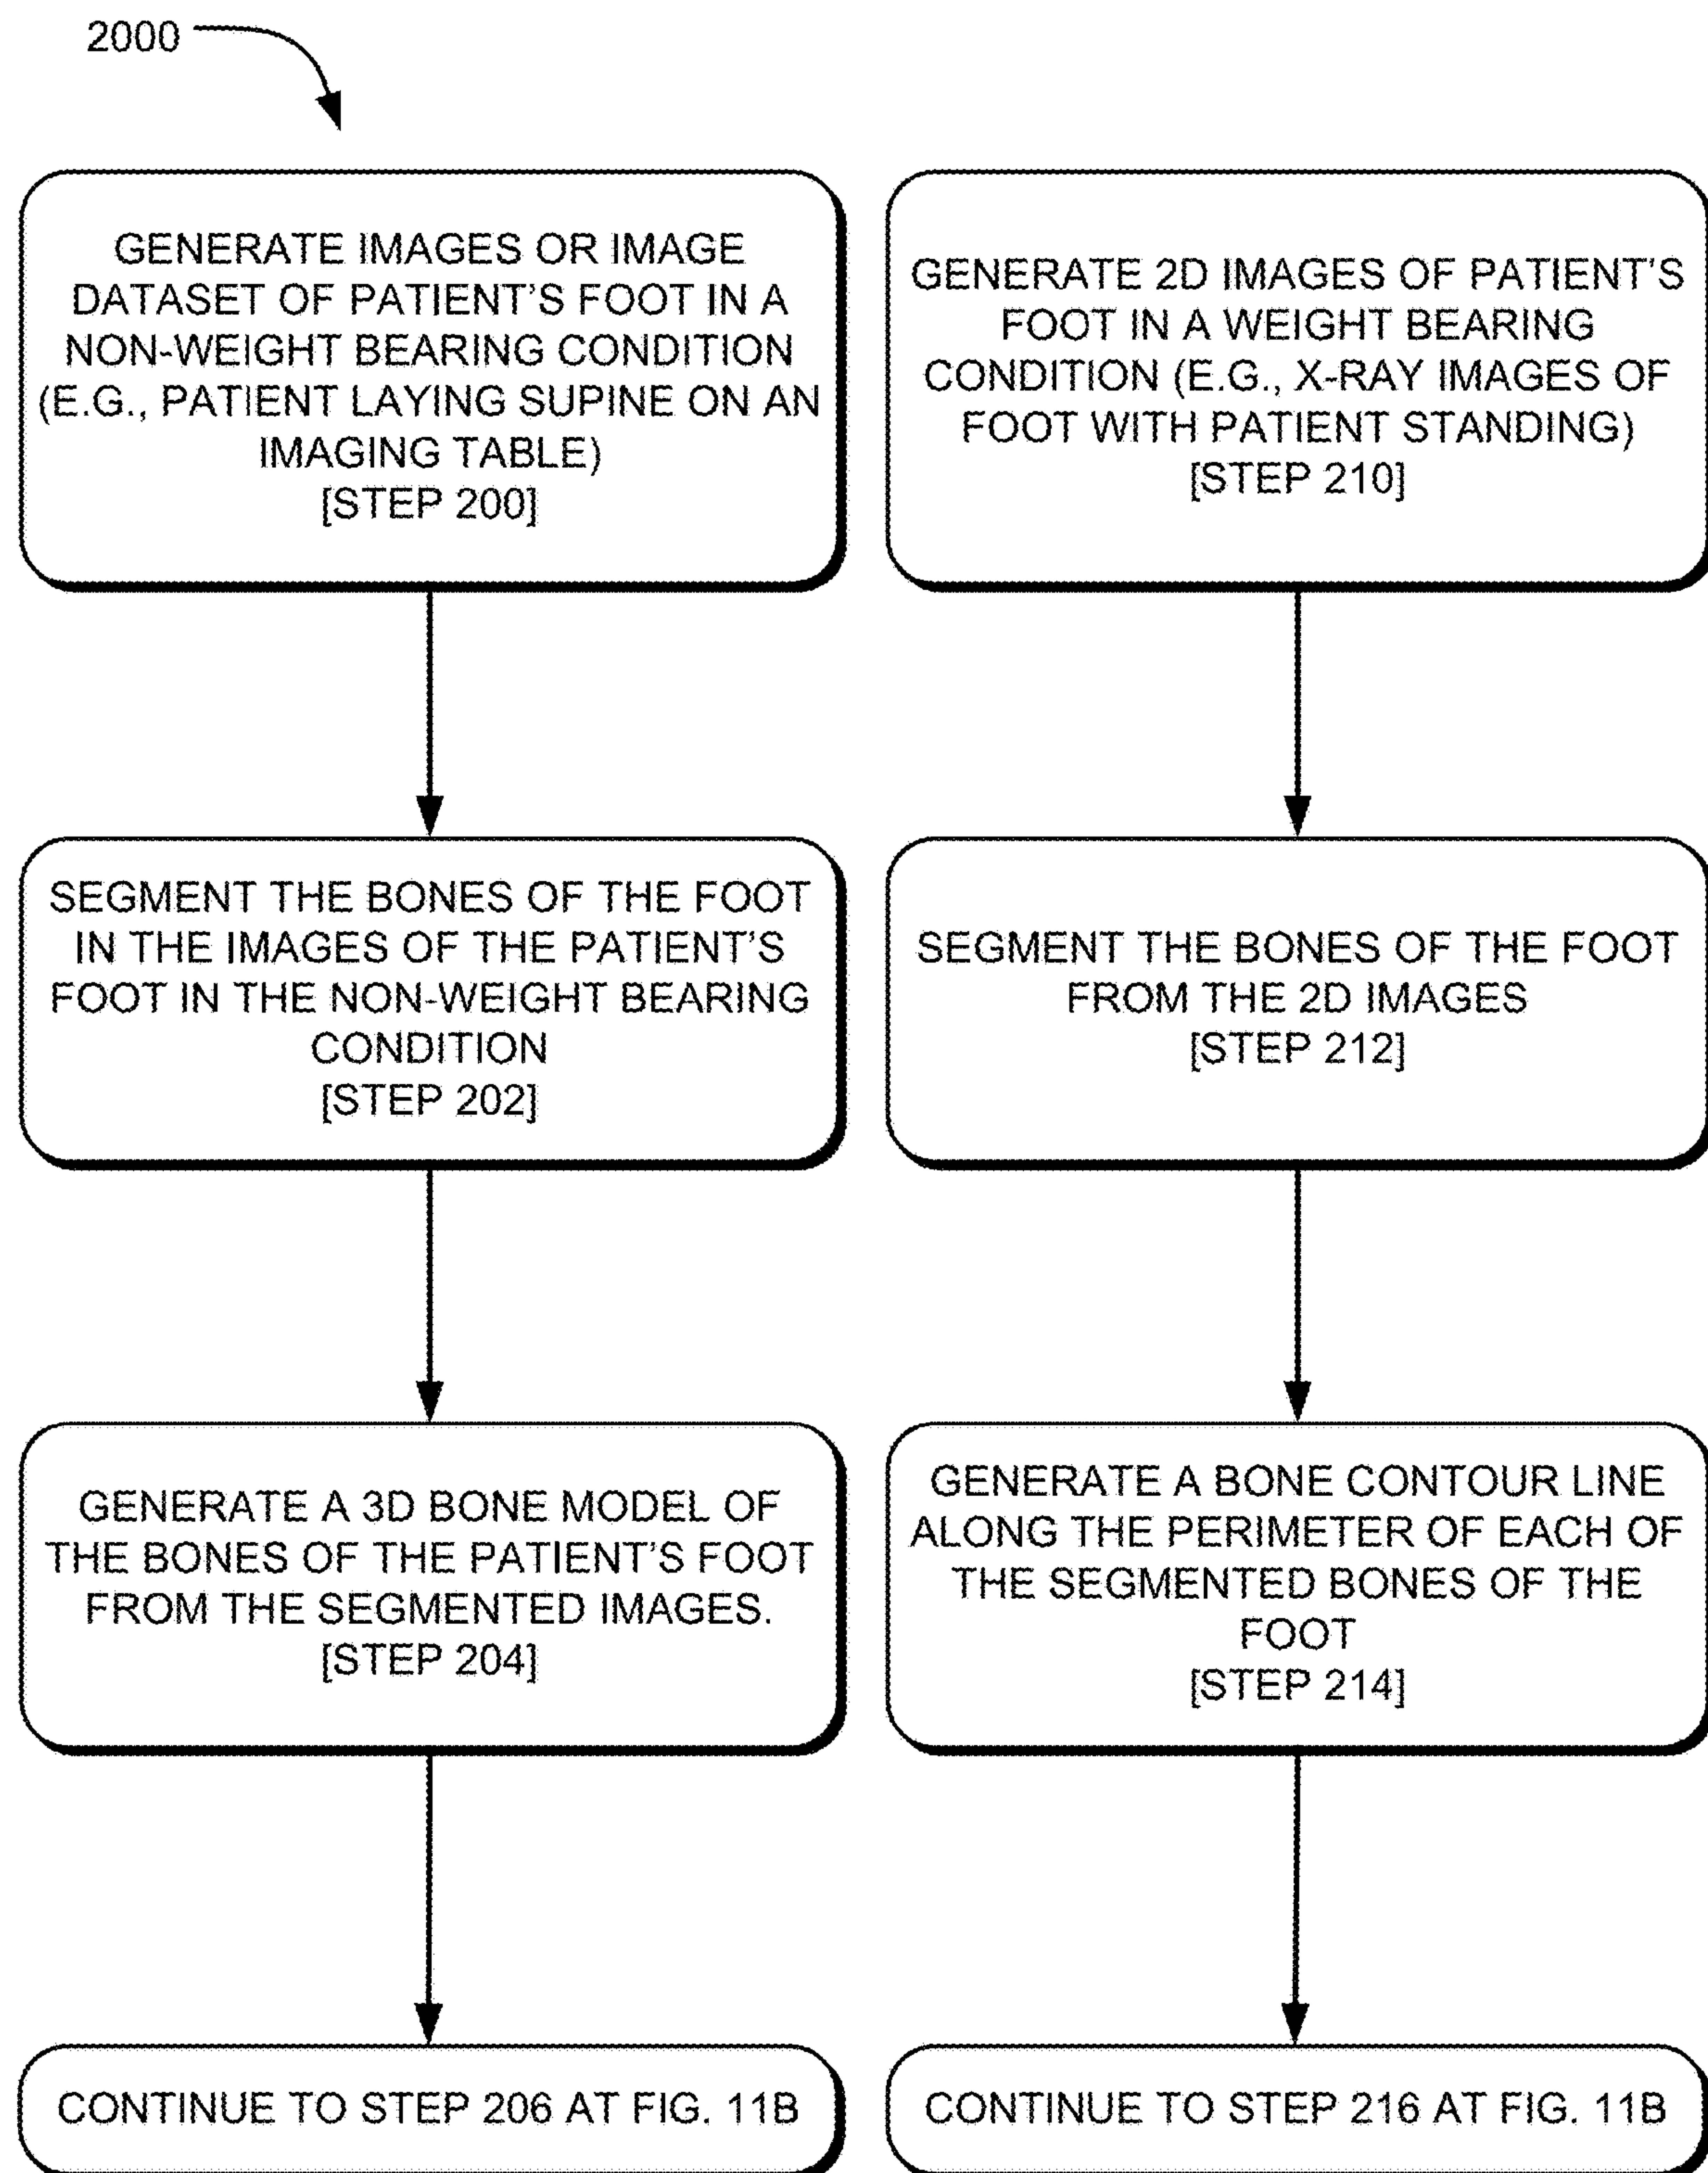 2000
GENERATE IMAGES OR IMAGE
DATASET OF PATIENT'S FOOT IN A
NON-WEIGHT BEARING CONDITION
(E.G., PATIENT LAYING SUPINE ON AN
IMAGING TABLE)
[STEP 200]
SEGMENT THE BONES OF THE FOOT
IN THE IMAGES OF THE PATIENT'S
FOOT IN THE NON-WEIGHT BEARING
CONDITION
[STEP 202]
GENERATE A 3D BONE MODEL OF
THE BONES OF THE PATIENT'S FOOT
FROM THE SEGMENTED IMAGES.
[STEP 204]
CONTINUE TO STEP 206 AT FIG. 11B
GENERATE 2D IMAGES OF PATIENT'S
FOOT IN A WEIGHT BEARING
CONDITION (E.G., X-RAY IMAGES OF
FOOT WITH PATIENT STANDING)
[STEP 210]
SEGMENT THE BONES OF THE FOOT
FROM THE 2D IMAGES
[STEP 212]
GENERATE A BONE CONTOUR LINE
ALONG THE PERIMETER OF EACH OF
THE SEGMENTED BONES OF THE
FOOT
[STEP 214]
CONTINUE TO STEP 216 AT FIG. 11B